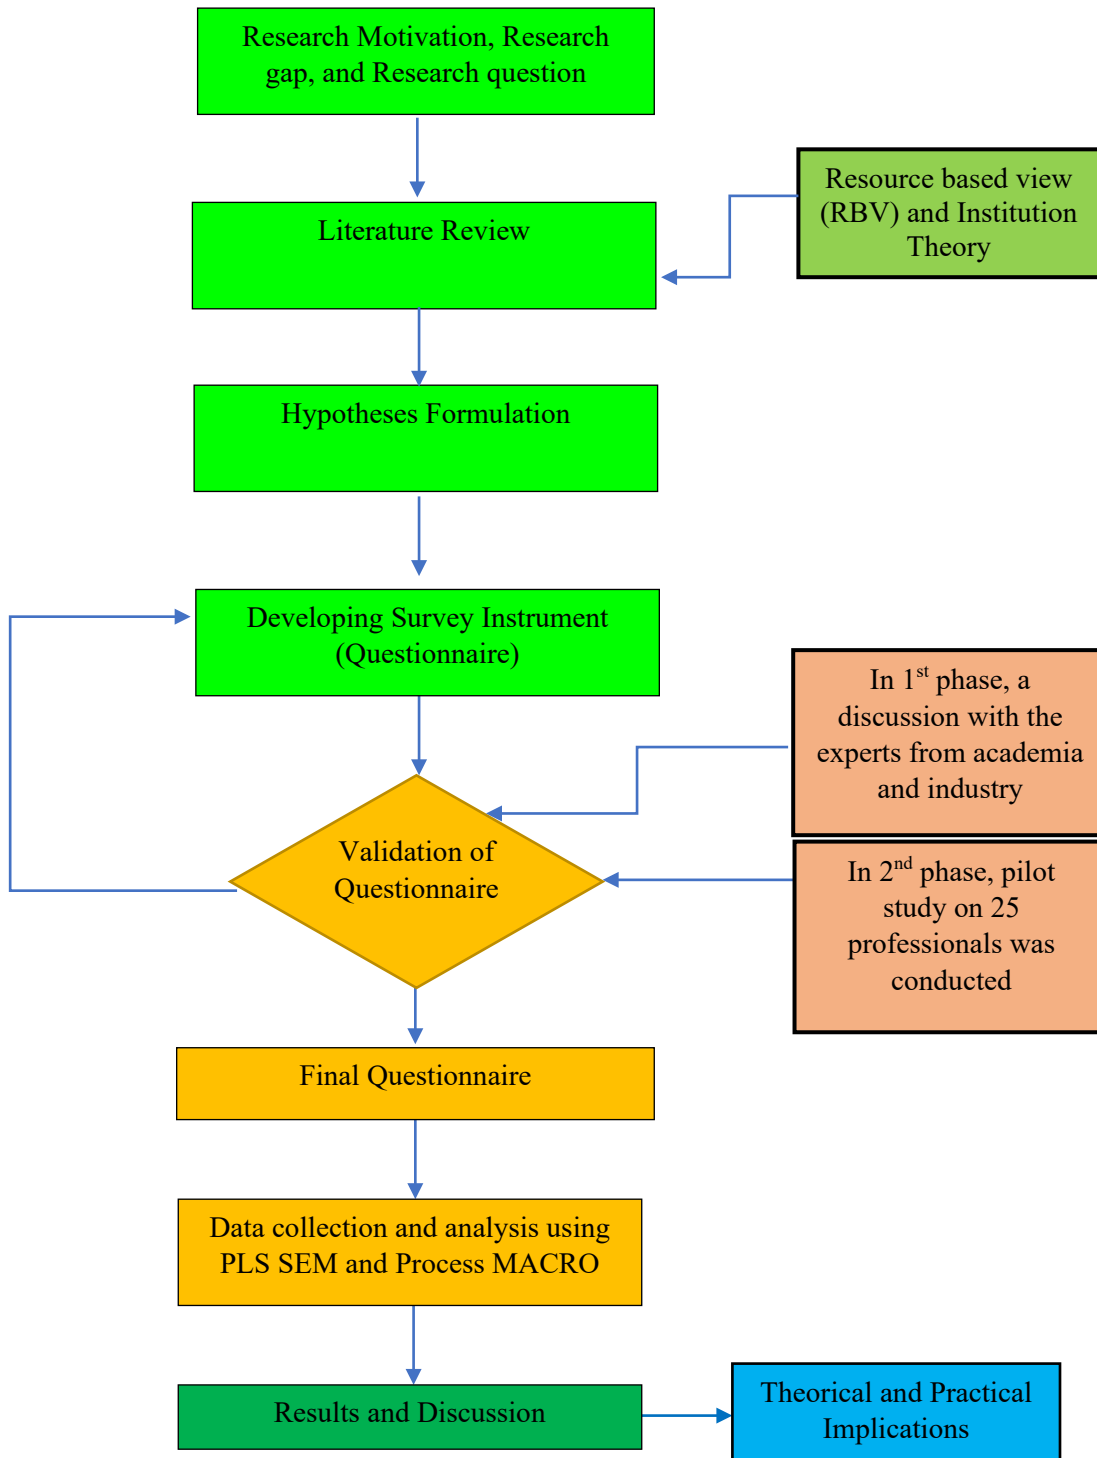 Research Motivation, Research
gap, and Research question
Resource based view
(RBV) and Institution
Theory
Literature Review
Hypotheses Formulation
Developing Survey Instrument
(Questionnaire)
In 1st phase, a
discussion with the
experts from academia
and industry
Validation of
Questionnaire
In 2nd phase, pilot
study on 25
professionals was
conducted
Final Questionnaire
Data collection and analysis using
PLS SEM and Process MACRO
Results and Discussion
Theorical and Practical
Implications